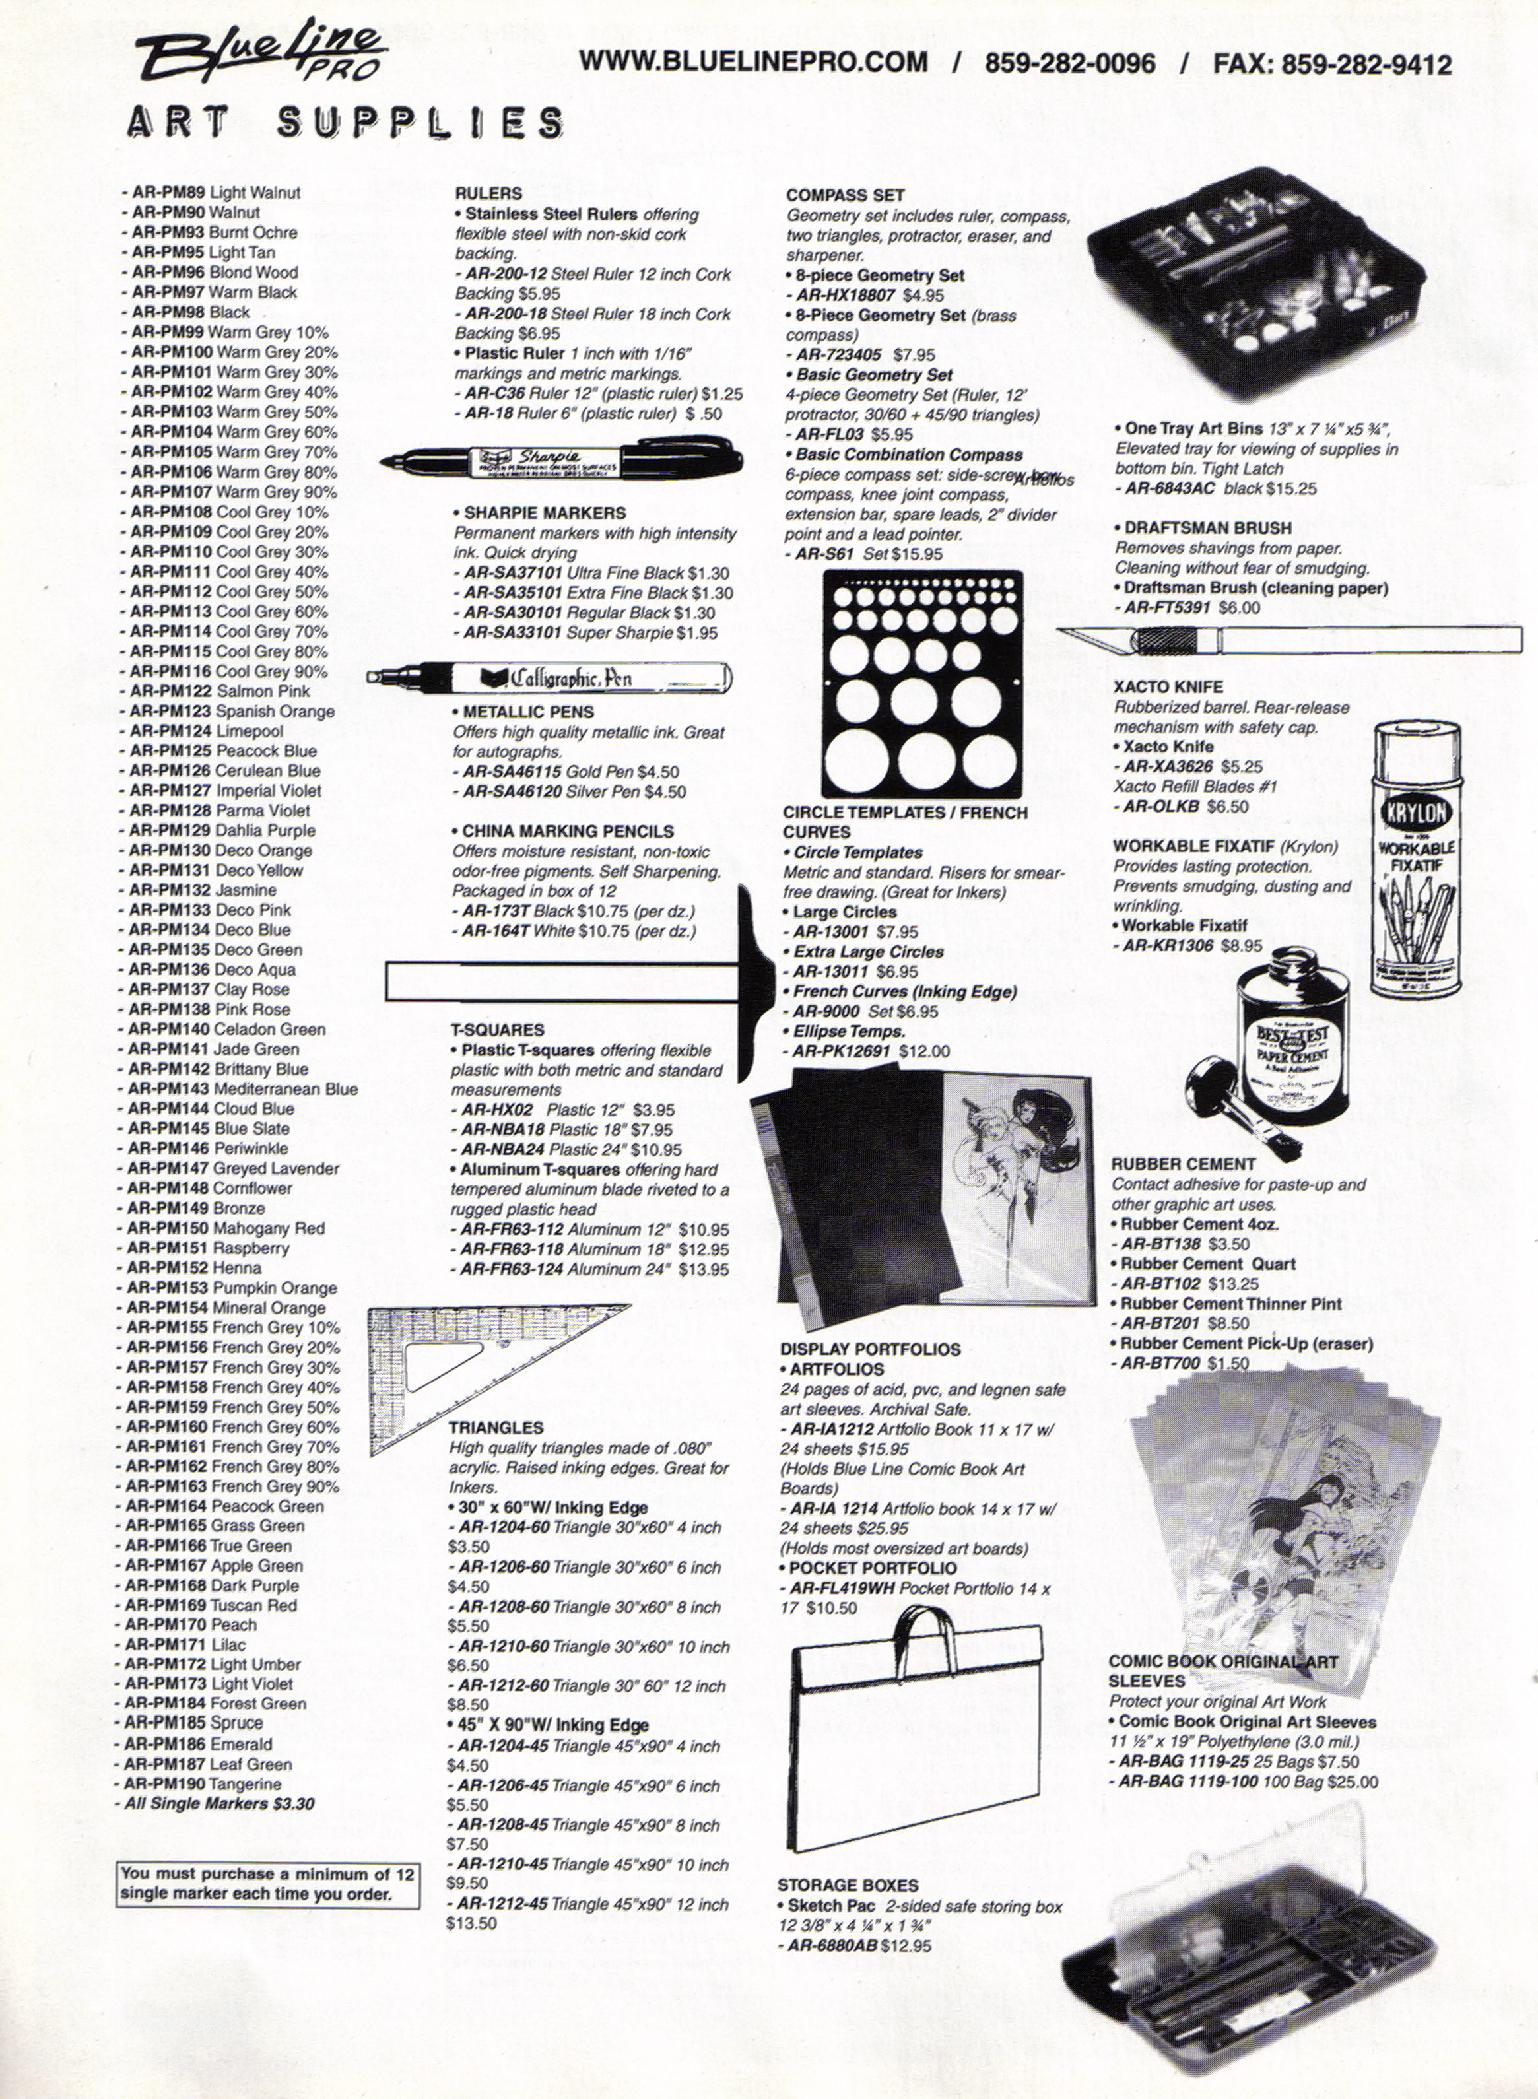 Blue Line
PRO
WWW.BLUELINEPRO.COM / 859-282-0096 / FAX: 859-282-9412
ART SUPPLIES
- AR-PM89 Light Walnut
- AR-PM90 Walnut
- AR-PM93 Burnt Ochre
- AR-PM95 Light Tan
- AR-PM96 Blond Wood
- AR-PM97 Warm Black
- AR-PM98 Black
- AR-PM99 Warm Grey 10%
- AR-PM100 Warm Grey 20%
- AR-PM101 Warm Grey 30%
- AR-PM102 Warm Grey 40%
- AR-PM103 Warm Grey 50%
- AR-PM104 Warm Grey 60%
- AR-PM105 Warm Grey 70%
- AR-PM106 Warm Grey 80%
- AR-PM107 Warm Grey 90%
- AR-PM108 Cool Grey 10%
- AR-PM109 Cool Grey 20%
- AR-PM110 Cool Grey 30%
- AR-PM111 Cool Grey 40%
- AR-PM112 Cool Grey 50%
- AR-PM113 Cool Grey 60%
- AR-PM114 Cool Grey 70%
- AR-PM115 Cool Grey 80%
- AR-PM116 Cool Grey 90%
- AR-PM122 Salmon Pink
- AR-PM123 Spanish Orange
- AR-PM124 Limepool
- AR-PM125 Peacock Blue
- AR-PM126 Cerulean Blue
- AR-PM127 Imperial Violet
- AR-PM128 Parma Violet
- AR-PM129 Dahlia Purple
- AR-PM130 Deco Orange
- AR-PM131 Deco Yellow
- AR-PM132 Jasmine
- AR-PM133 Deco Pink
- AR-PM134 Deco Blue
- AR-PM135 Deco Green
- AR-PM136 Deco Aqua
- AR-PM137 Clay Rose
- AR-PM138 Pink Rose
- AR-PM140 Celadon Green
- AR-PM141 Jade Green
- AR-PM142 Brittany Blue
- AR-PM143 Mediterranean Blue
- AR-PM144 Cloud Blue
- AR-PM145 Blue Slate
- AR-PM146 Periwinkle
- AR-PM147 Greyed Lavender
- AR-PM148 Cornflower
- AR-PM149 Bronze
- AR-PM150 Mahogany Red
- AR-PM151 Raspberry
- AR-PM152 Henna
- AR-PM153 Pumpkin Orange
- AR-PM154 Mineral Orange
- AR-PM155 French Grey 10%
- AR-PM156 French Grey 20%
- AR-PM157 French Grey 30%
- AR-PM158 French Grey 40%
- AR-PM159 French Grey 50%
- AR-PM160 French Grey 60%
- AR-PM161 French Grey 70%
- AR-PM162 French Grey 80%
- AR-PM163 French Grey 90%
- AR-PM164 Peacock Green
- AR-PM165 Grass Green
- AR-PM166 True Green
- AR-PM167 Apple Green
- AR-PM168 Dark Purple
- AR-PM169 Tuscan Red
- AR-PM170 Peach
- AR-PM171 Lilac
- AR-PM172 Light Umber
- AR-PM173 Light Violet
- AR-PM184 Forest Green
- AR-PM185 Spruce
- AR-PM186 Emerald
- AR-PM187 Leaf Green
- AR-PM190 Tangerine
- All Single Markers $3.30
You must purchase a minimum of 12
single marker each time you order.
RULERS
• Stainless Steel Rulers offering
flexible steel with non-skid cork
backing.
- AR-200-12 Steel Ruler 12 inch Cork
Backing $5.95
- AR-200-18 Steel Ruler 18 inch Cork
Backing $6.95
• Plastic Ruler 1 inch with 1/16"
markings and metric markings.
- AR-C36 Ruler 12" (plastic ruler) $1.25
- AR-18 Ruler 6" (plastic ruler) $ .50
Sharpie
PROVEN PERMANENT ON MOST SURFACES
• SHARPIE MARKERS
Permanent markers with high intensity
ink. Quick drying
- AR-SA37101 Ultra Fine Black $1.30
- AR-SA35101 Extra Fine Black $1.30
- AR-SA30101 Regular Black $1.30
- AR-SA33101 Super Sharpie $1.95
Calligraphic Pen
• METALLIC PENS
Offers high quality metallic ink. Great
for autographs.
- AR-SA46115 Gold Pen $4.50
- AR-SA46120 Silver Pen $4.50
• CHINA MARKING PENCILS
Offers moisture resistant, non-toxic
odor-free pigments. Self Sharpening.
Packaged in box of 12
- AR-173T Black $10.75 (per dz.)
- AR-164T White $10.75 (per dz.)
T-SQUARES
• Plastic T-squares offering flexible
plastic with both metric and standard
measurements
- AR-HX02 Plastic 12" $3.95
- AR-NBA18 Plastic 18" $7.95
- AR-NBA24 Plastic 24" $10.95
• Aluminum T-squares offering hard
tempered aluminum blade riveted to a
rugged plastic head
- AR-FR63-112 Aluminum 12" $10.95
- AR-FR63-118 Aluminum 18" $12.95
- AR-FR63-124 Aluminum 24" $13.95
TRIANGLES
High quality triangles made of .080"
acrylic. Raised inking edges. Great for
Inkers.
• 30" x 60"W/ Inking Edge
- AR-1204-60 Triangle 30"x60" 4 inch
$3.50
- AR-1206-60 Triangle 30"x60" 6 inch
$4.50
- AR-1208-60 Triangle 30"x60" 8 inch
$5.50
- AR-1210-60 Triangle 30"x60" 10 inch
$6.50
- AR-1212-60 Triangle 30" 60" 12 inch
$8.50
• 45" X 90"W/ Inking Edge
- AR-1204-45 Triangle 45"x90" 4 inch
$4.50
- AR-1206-45 Triangle 45"x90" 6 inch
$5.50
- AR-1208-45 Triangle 45"x90" 8 inch
$7.50
- AR-1210-45 Triangle 45"x90" 10 inch
$9.50
- AR-1212-45 Triangle 45"x90" 12 inch
$13.50
COMPASS SET
Geometry set includes ruler, compass,
two triangles, protractor, eraser, and
sharpener.
• 8-piece Geometry Set
- AR-HX18807 $4.95
• 8-Piece Geometry Set (brass
compass)
- AR-723405 $7.95
• Basic Geometry Set
4-piece Geometry Set (Ruler, 12'
protractor, 30/60 + 45/90 triangles)
- AR-FL03 $5.95
• Basic Combination Compass
6-piece compass set: side-screw bow
Artfolios
compass, knee joint compass,
extension bar, spare leads, 2" divider
point and a lead pointer.
- AR-S61 Set $15.95
CIRCLE TEMPLATES / FRENCH
CURVES
• Circle Templates
Metric and standard. Risers for smear-
free drawing. (Great for Inkers)
• Large Circles
- AR-13001 $7.95
• Extra Large Circles
- AR-13011 $6.95
• French Curves (Inking Edge)
- AR-9000 Set $6.95
• Ellipse Temps.
- AR-PK12691 $12.00
DISPLAY PORTFOLIOS
• ARTFOLIOS
24 pages of acid, pvc, and legnen safe
art sleeves. Archival Safe.
- AR-IA1212 Artfolio Book 11 x 17 w/
24 sheets $15.95
(Holds Blue Line Comic Book Art
Boards)
- AR-IA 1214 Artfolio book 14 x 17 w/
24 sheets $25.95
(Holds most oversized art boards)
• POCKET PORTFOLIO
- AR-FL419WH Pocket Portfolio 14 x
17 $10.50
STORAGE BOXES
• Sketch Pac 2-sided safe storing box
12 3/8" x 4 ¼" x 1 ¾"
- AR-6880AB $12.95
• One Tray Art Bins 13" x 7 ¼" x5 ¾",
Elevated tray for viewing of supplies in
bottom bin. Tight Latch
- AR-6843AC black $15.25
• DRAFTSMAN BRUSH
Removes shavings from paper.
Cleaning without fear of smudging.
• Draftsman Brush (cleaning paper)
- AR-FT5391 $6.00
XACTO KNIFE
Rubberized barrel. Rear-release
mechanism with safety cap.
• Xacto Knife
- AR-XA3626 $5.25
Xacto Refill Blades #1
- AR-OLKB $6.50
WORKABLE FIXATIF (Krylon)
Provides lasting protection.
Prevents smudging, dusting and
wrinkling.
• Workable Fixatif
- AR-KR1306 $8.95
KRYLON
WORKABLE
FIXATIF
BEST-TEST
PAPER CEMENT
RUBBER CEMENT
Contact adhesive for paste-up and
other graphic art uses.
• Rubber Cement 4oz.
- AR-BT138 $3.50
• Rubber Cement Quart
- AR-BT102 $13.25
• Rubber Cement Thinner Pint
- AR-BT201 $8.50
• Rubber Cement Pick-Up (eraser)
- AR-BT700 $1.50
COMIC BOOK ORIGINAL ART
SLEEVES
Protect your original Art Work
• Comic Book Original Art Sleeves
11 ½" x 19" Polyethylene (3.0 mil.)
- AR-BAG 1119-25 25 Bags $7.50
- AR-BAG 1119-100 100 Bag $25.00